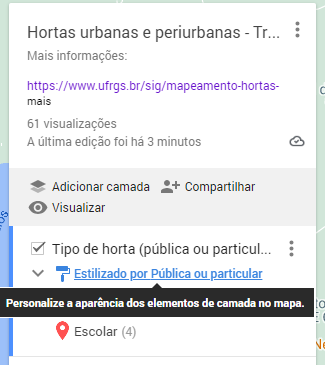 Hortas urbanas e periurbanas - Tr...
Mais informações:
https://www.ufrgs.br/sig/mapeamento-hortas-
mais
61 visualizações
A última edição foi há 3 minutos
Adicionar camada
Compartilhar
Visualizar
Tipo de horta (pública ou particul...
Estilizado por Pública ou particular
Personalize a aparência dos elementos de camada no mapa.
Escolar (4)